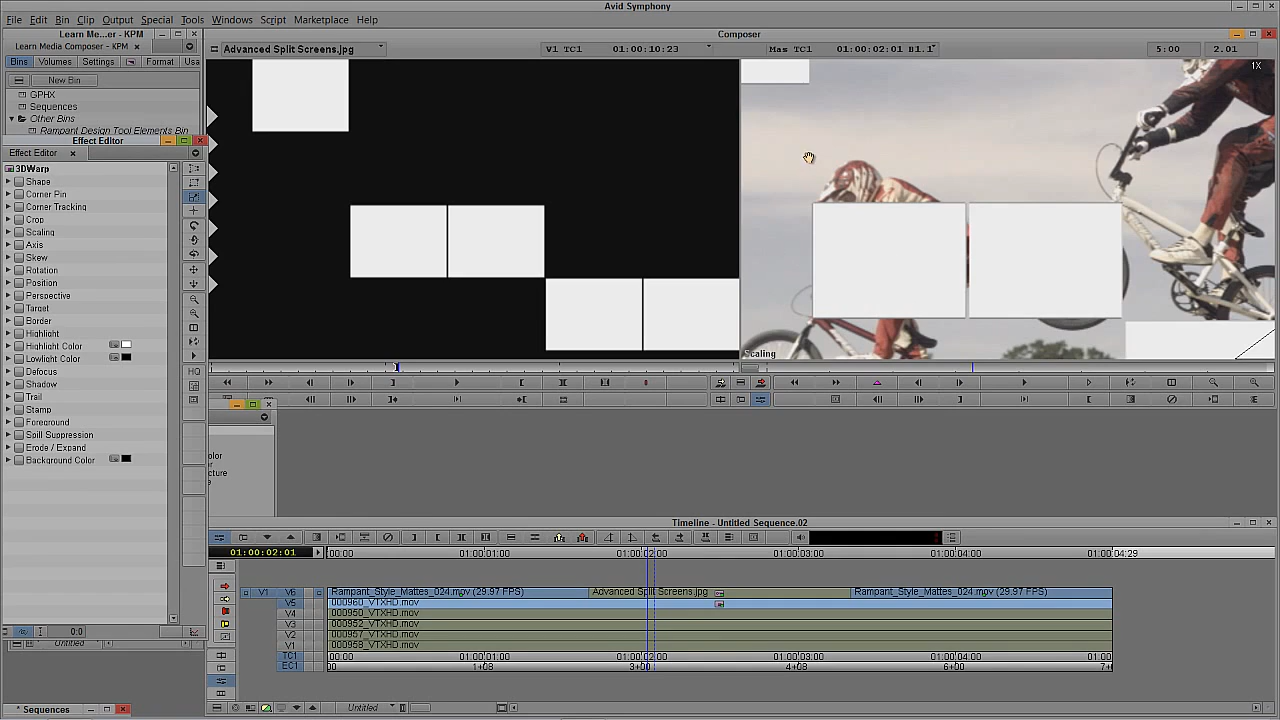 Avid Symphony
File Edit Bin Clip Output Special Tools Windows Script Marketplace Help
Learn Me...er - KPM
Composer
Learn Media Composer - KPM
Advanced Split Screens.jpg
V1 TC1 01:00:10:23
Mas TC1 01:00:02:01 B1.1
5:00 2.01
Bins Volumes Settings Format Usa
1X
New Bin
GPHX
Sequences
Other Bins
Rampant Design Tool Elements Bin
Effect Editor
Effect Editor
3DWarp
Shape
Corner Pin
Corner Tracking
Crop
Scaling
Axis
Skew
Rotation
Position
Perspective
Target
Border
Highlight
Highlight Color
Lowlight Color
Defocus
Shadow
Trail
Stamp
Foreground
Spill Suppression
Erode / Expand
Background Color
HQ
Scaling
olor
or
cture
Timeline - Untitled Sequence.02
01:00:02:01
00:00 01:00:01:00 01:00:02:00 01:00:03:00 01:00:04:00 01:00:04:29
V1 V6 Rampant_Style_Mattes_024.mov (29.97 FPS) Advanced Split Screens.jpg Rampant_Style_Mattes_024.mov (29.97 FPS)
V5 000960_VTXHD.mov
V4 000950_VTXHD.mov
V3 000952_VTXHD.mov
V2 000957_VTXHD.mov
V1 000958_VTXHD.mov
TC1 00:00 01:00:01:00 01:00:02:00 01:00:03:00 01:00:04:00 01:00
EC1 00 1+08 3+00 4+08 6+00 7+
0:0
Untitled
* Sequences
Untitled